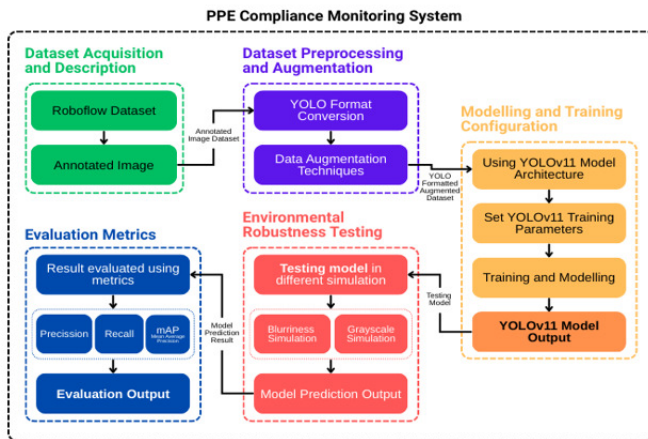 PPE Compliance Monitoring System
Dataset Acquisition
and Description
Roboflow Dataset
Annotated Image
Annotated
Image Dataset
Dataset Preprocessing
and Augmentation
YOLO Format
Conversion
Data Augmentation
Techniques
YOLO
Formatted
Augmented
Dataset
Modelling and Training
Configuration
Using YOLOv11 Model
Architecture
Set YOLOv11 Training
Parameters
Training and Modelling
YOLOv11 Model
Output
Testing
Model
Environmental
Robustness Testing
Testing model in
different simulation
Blurriness
Simulation
Grayscale
Simulation
Model Prediction Output
Model
Prediction
Result
Evaluation Metrics
Result evaluated using
metrics
Precission
Recall
mAP
Mean Average
Precision
Evaluation Output